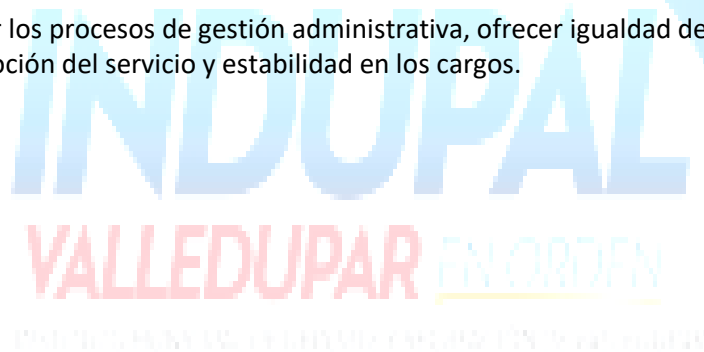 r los procesos de gestión administrativa, ofrecer igualdad de
oción del servicio y estabilidad en los cargos.
INDUPAL
VALLEDUPAR EN ORDEN